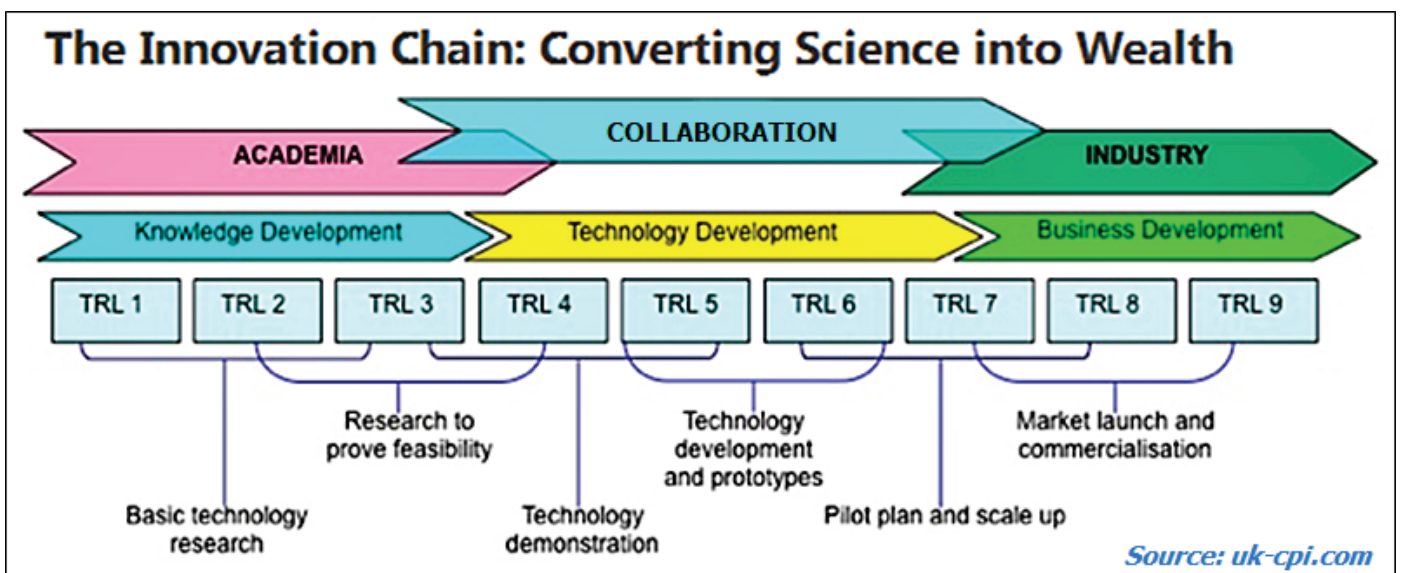 The Innovation Chain: Converting Science into Wealth
COLLABORATION
ACADEMIA
INDUSTRY
Knowledge Development
Technology Development
Business Development
TRL 1
TRL 2
TRL 3
TRL 4
TRL 5
TRL 6
TRL 7
TRL 8
TRL 9
Research to
prove feasibility
Technology
development
and prototypes
Market launch and
commercialisation
Basic technology
research
Technology
demonstration
Pilot plan and scale up
Source: uk-cpi.com